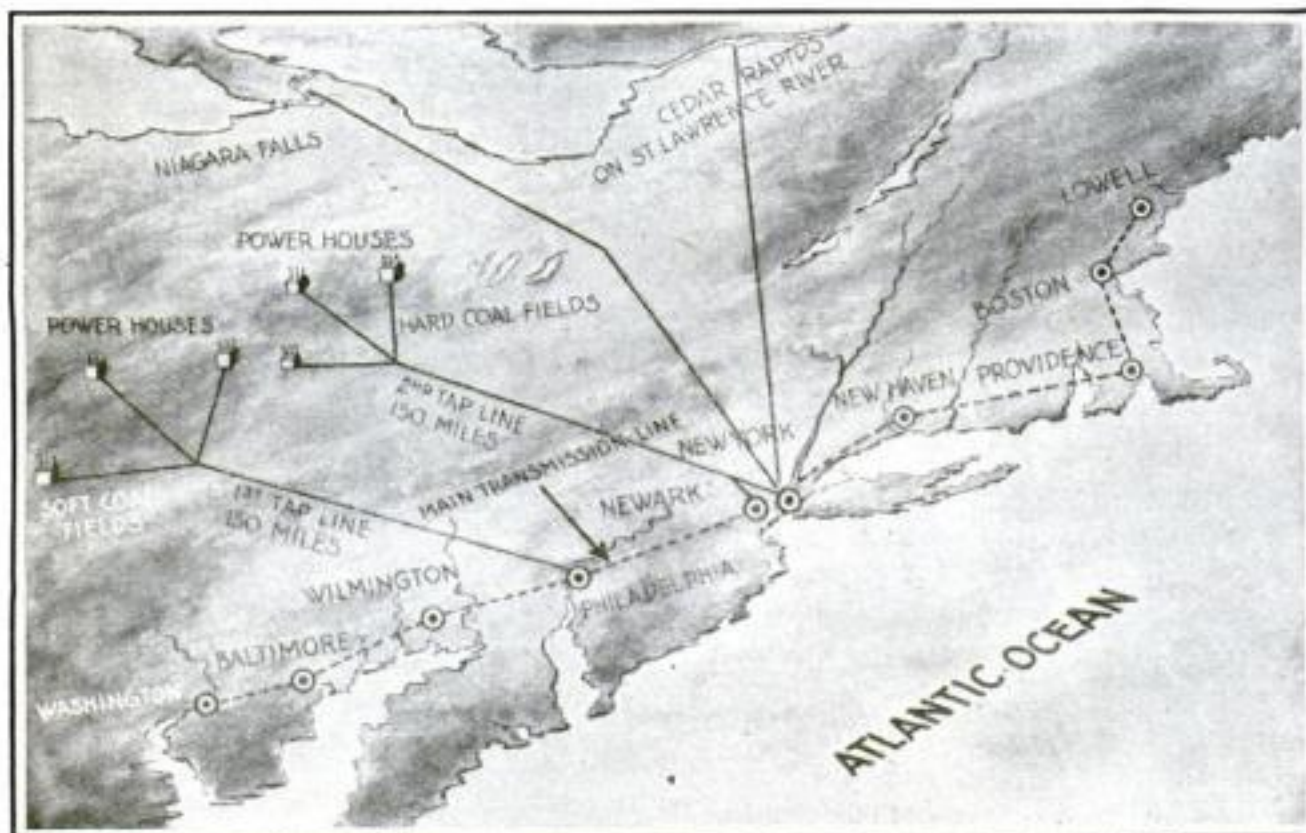 CEDAR RAPIDS
ON ST. LAWRENCE RIVER
NIAGARA FALLS
LOWELL
POWER HOUSES
BOSTON
HARD COAL FIELDS
POWER HOUSES
NEW HAVEN
PROVIDENCE
2ND TAP LINE
150 MILES
NEW YORK
MAIN TRANSMISSION LINE
NEWARK
SOFT COAL
FIELDS
1ST TAP LINE
150 MILES
WILMINGTON
PHILADELPHIA
BALTIMORE
WASHINGTON
ATLANTIC OCEAN